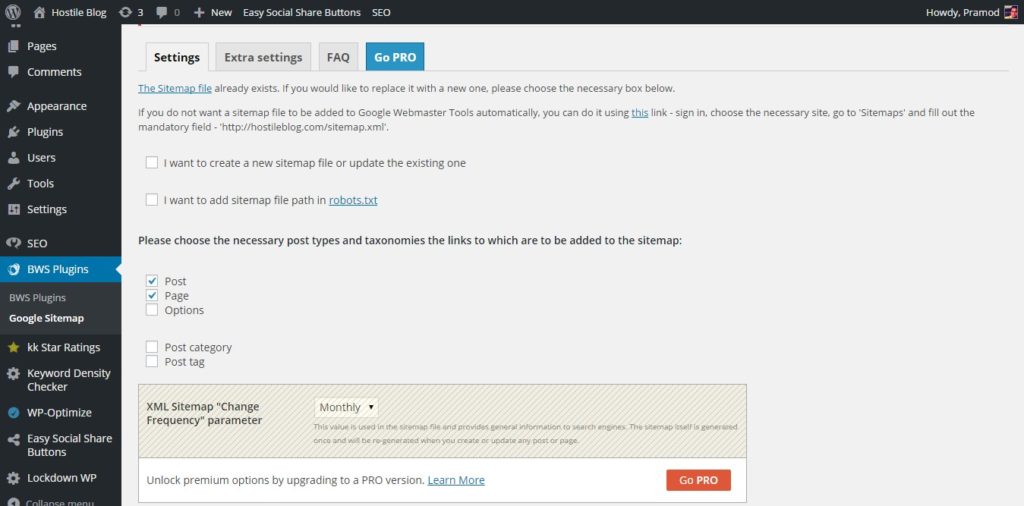 Hostile Blog 3 0 + New Easy Social Share Buttons SEO Howdy, Pramod
Pages
Comments
Appearance
Plugins
Users
Tools
Settings
SEO
BWS Plugins
BWS Plugins
Google Sitemap
kk Star Ratings
Keyword Density
Checker
WP-Optimize
Easy Social Share
Buttons
Lockdown WP
Collapse menu
Settings Extra settings FAQ Go PRO
The Sitemap file already exists. If you would like to replace it with a new one, please choose the necessary box below.
If you do not want a sitemap file to be added to Google Webmaster Tools automatically, you can do it using this link - sign in, choose the necessary site, go to 'Sitemaps' and fill out the
mandatory field - 'http://hostileblog.com/sitemap.xml'.
I want to create a new sitemap file or update the existing one
I want to add sitemap file path in robots.txt
Please choose the necessary post types and taxonomies the links to which are to be added to the sitemap:
Post
Page
Options
Post category
Post tag
XML Sitemap "Change
Frequency" parameter
Monthly
This value is used in the sitemap file and provides general information to search engines. The sitemap itself is generated
once and will be re-generated when you create or update any post or page.
Unlock premium options by upgrading to a PRO version. Learn More
Go PRO